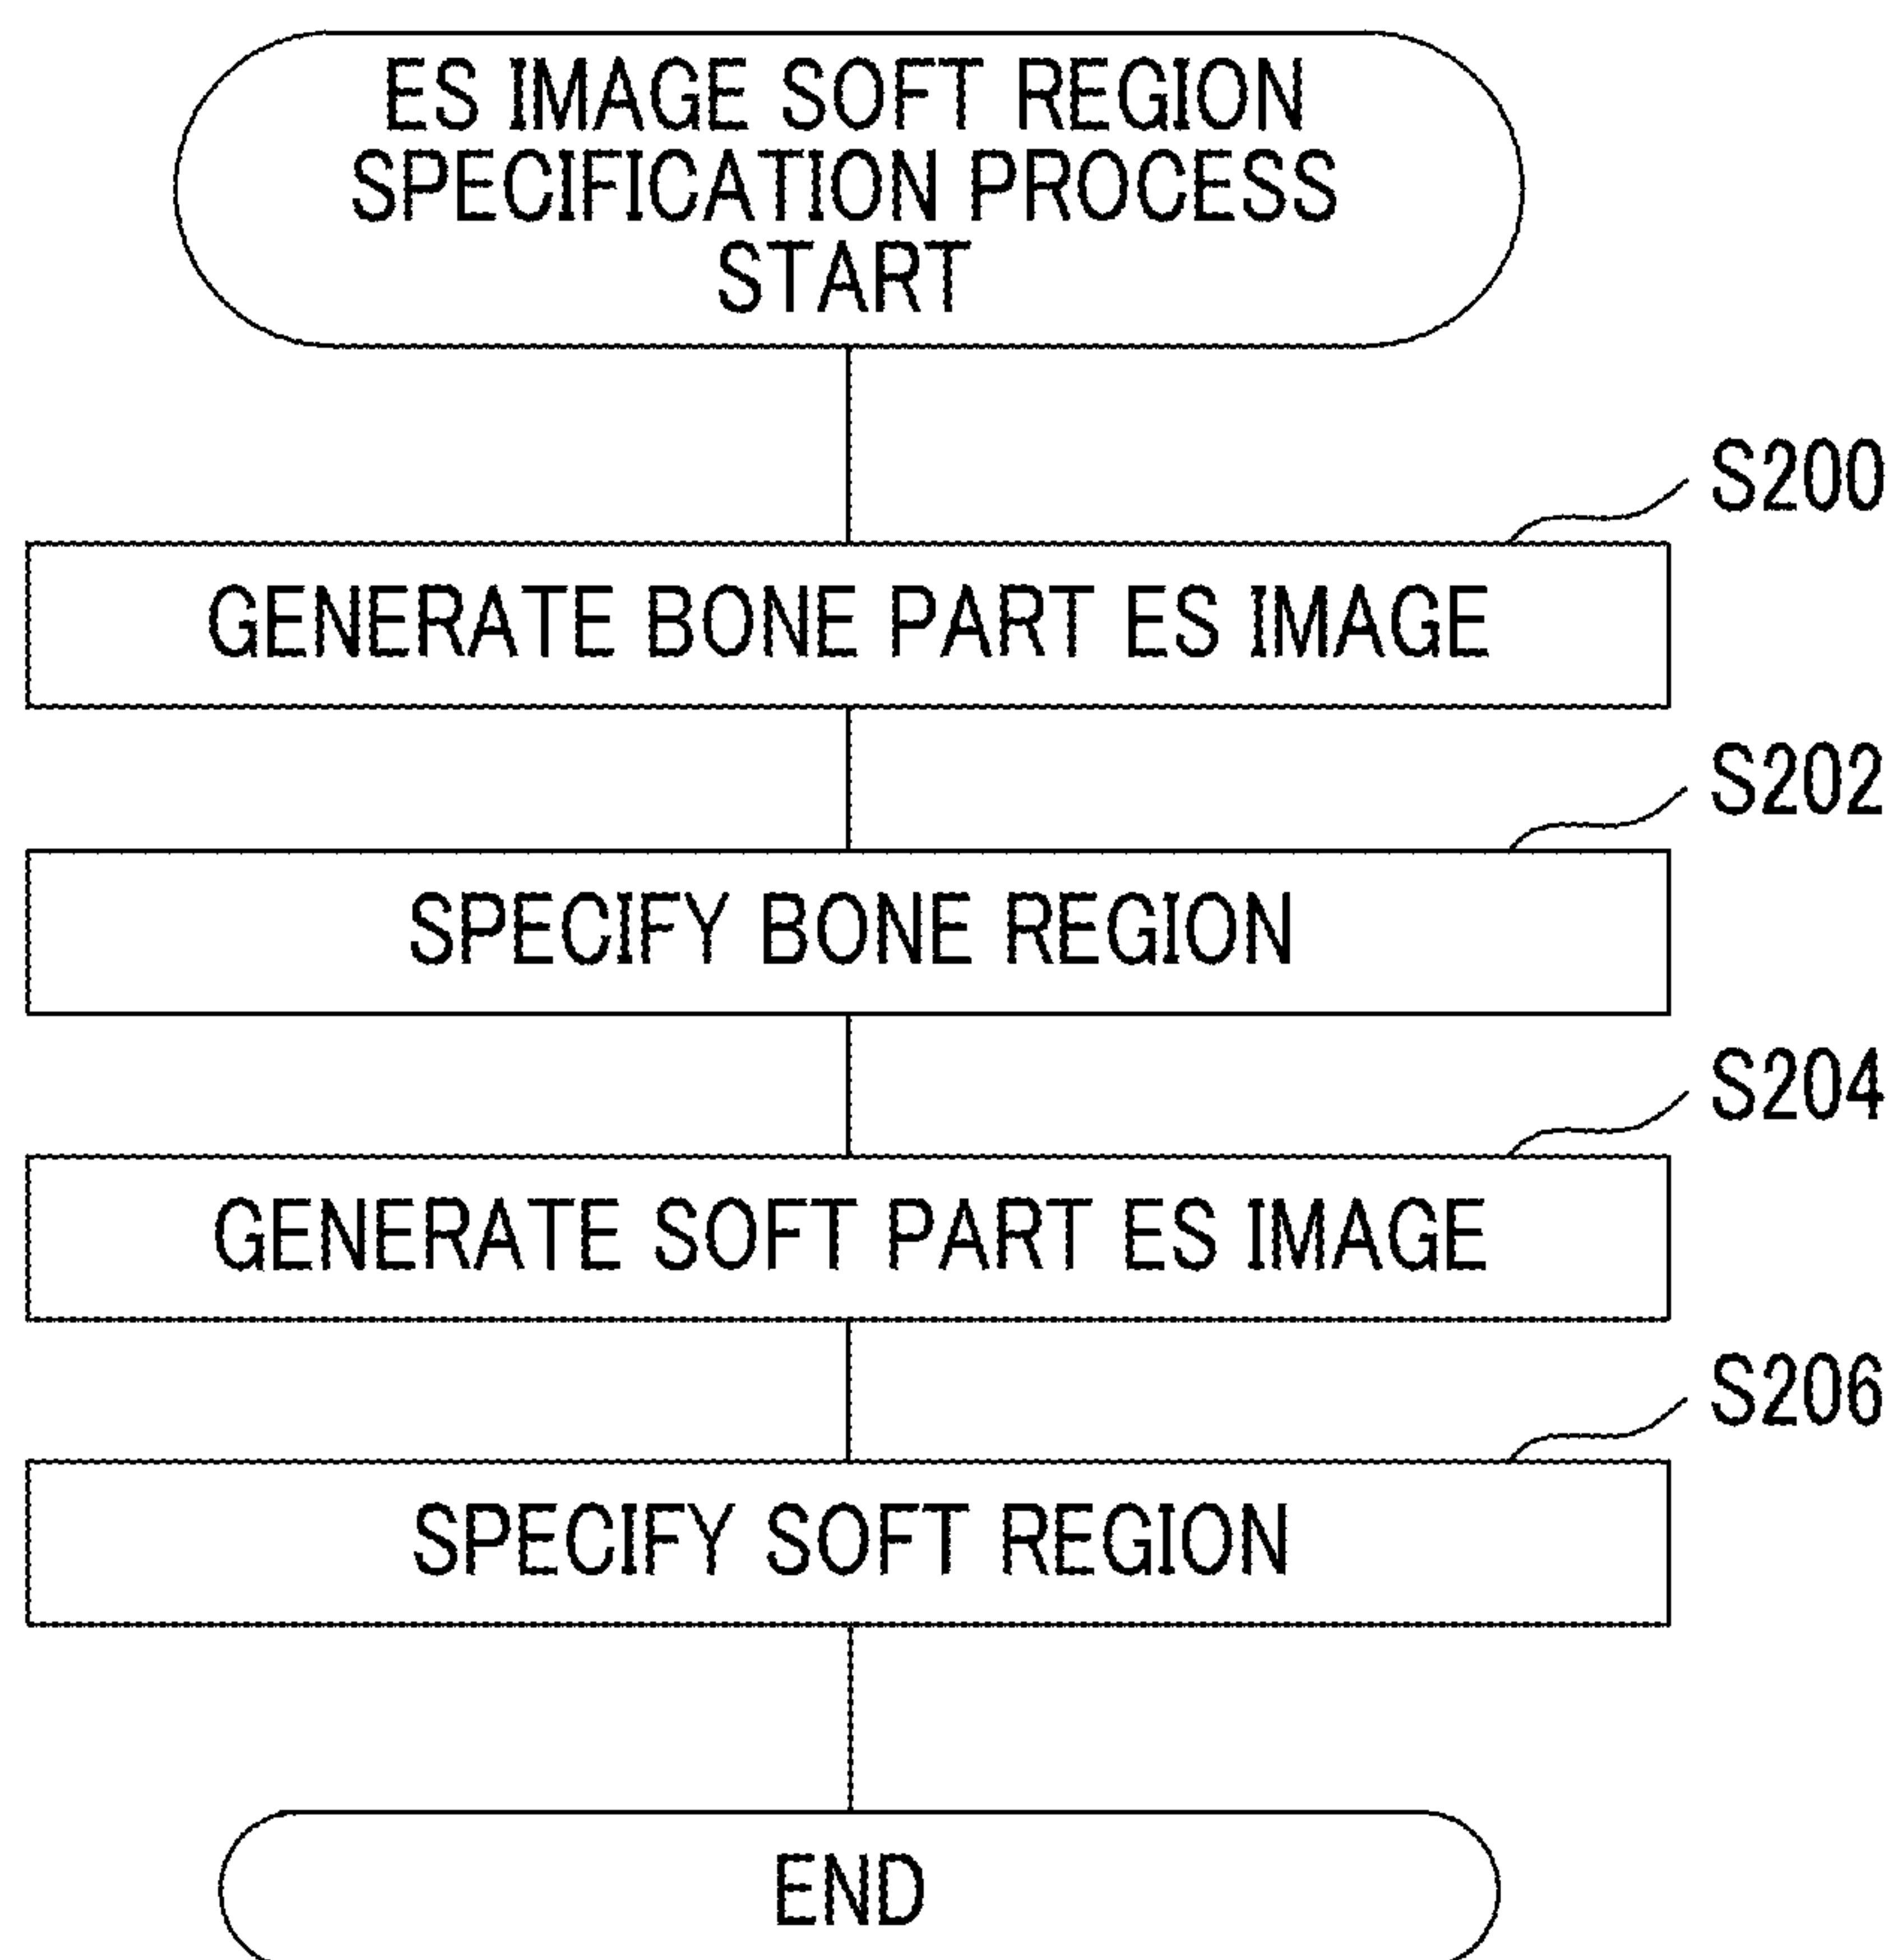 ES IMAGE SOFT REGION
SPECIFICATION PROCESS
START
S200
GENERATE BONE PART ES IMAGE
S202
SPECIFY BONE REGION
S204
GENERATE SOFT PART ES IMAGE
S206
SPECIFY SOFT REGION
END